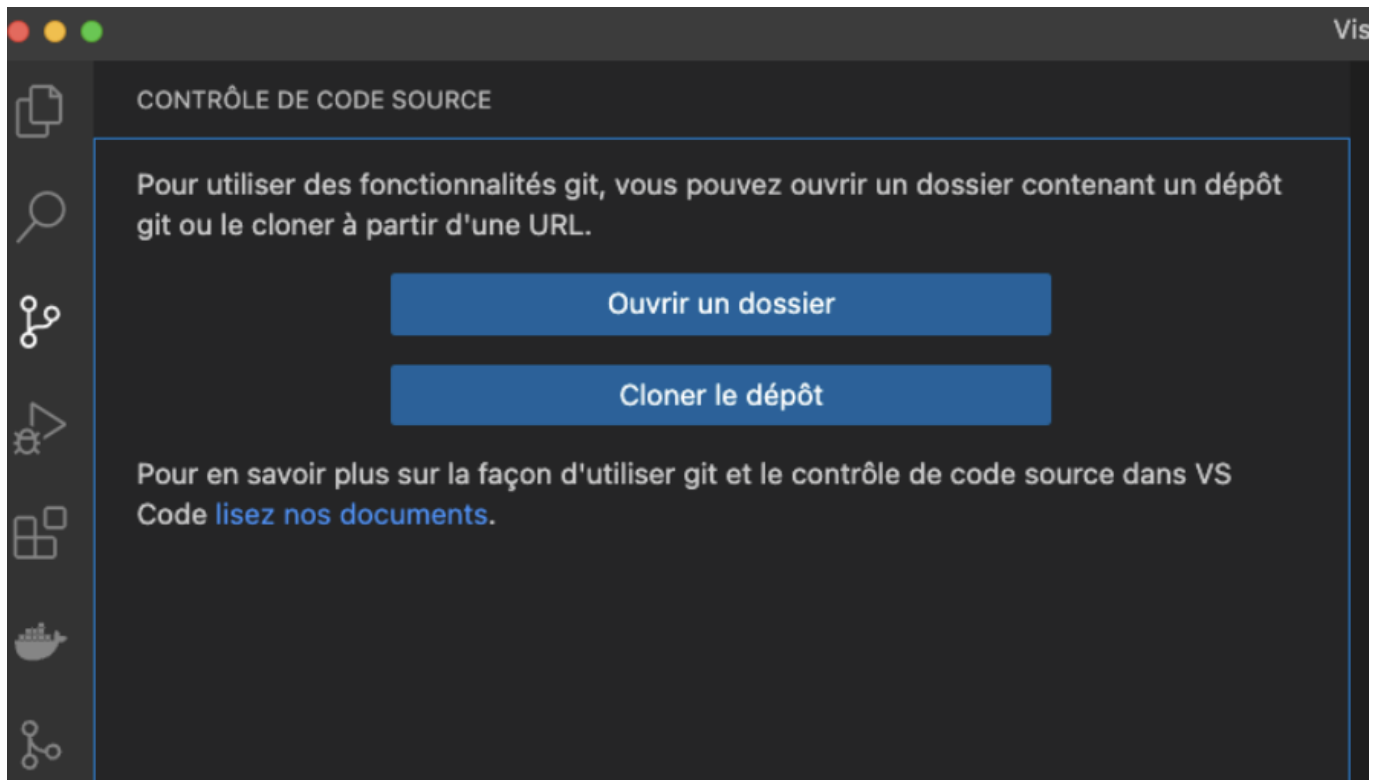 Vis
CONTRÔLE DE CODE SOURCE
Pour utiliser des fonctionnalités git, vous pouvez ouvrir un dossier contenant un dépôt
git ou le cloner à partir d'une URL.
Ouvrir un dossier
Cloner le dépôt
Pour en savoir plus sur la façon d'utiliser git et le contrôle de code source dans VS
Code lisez nos documents.